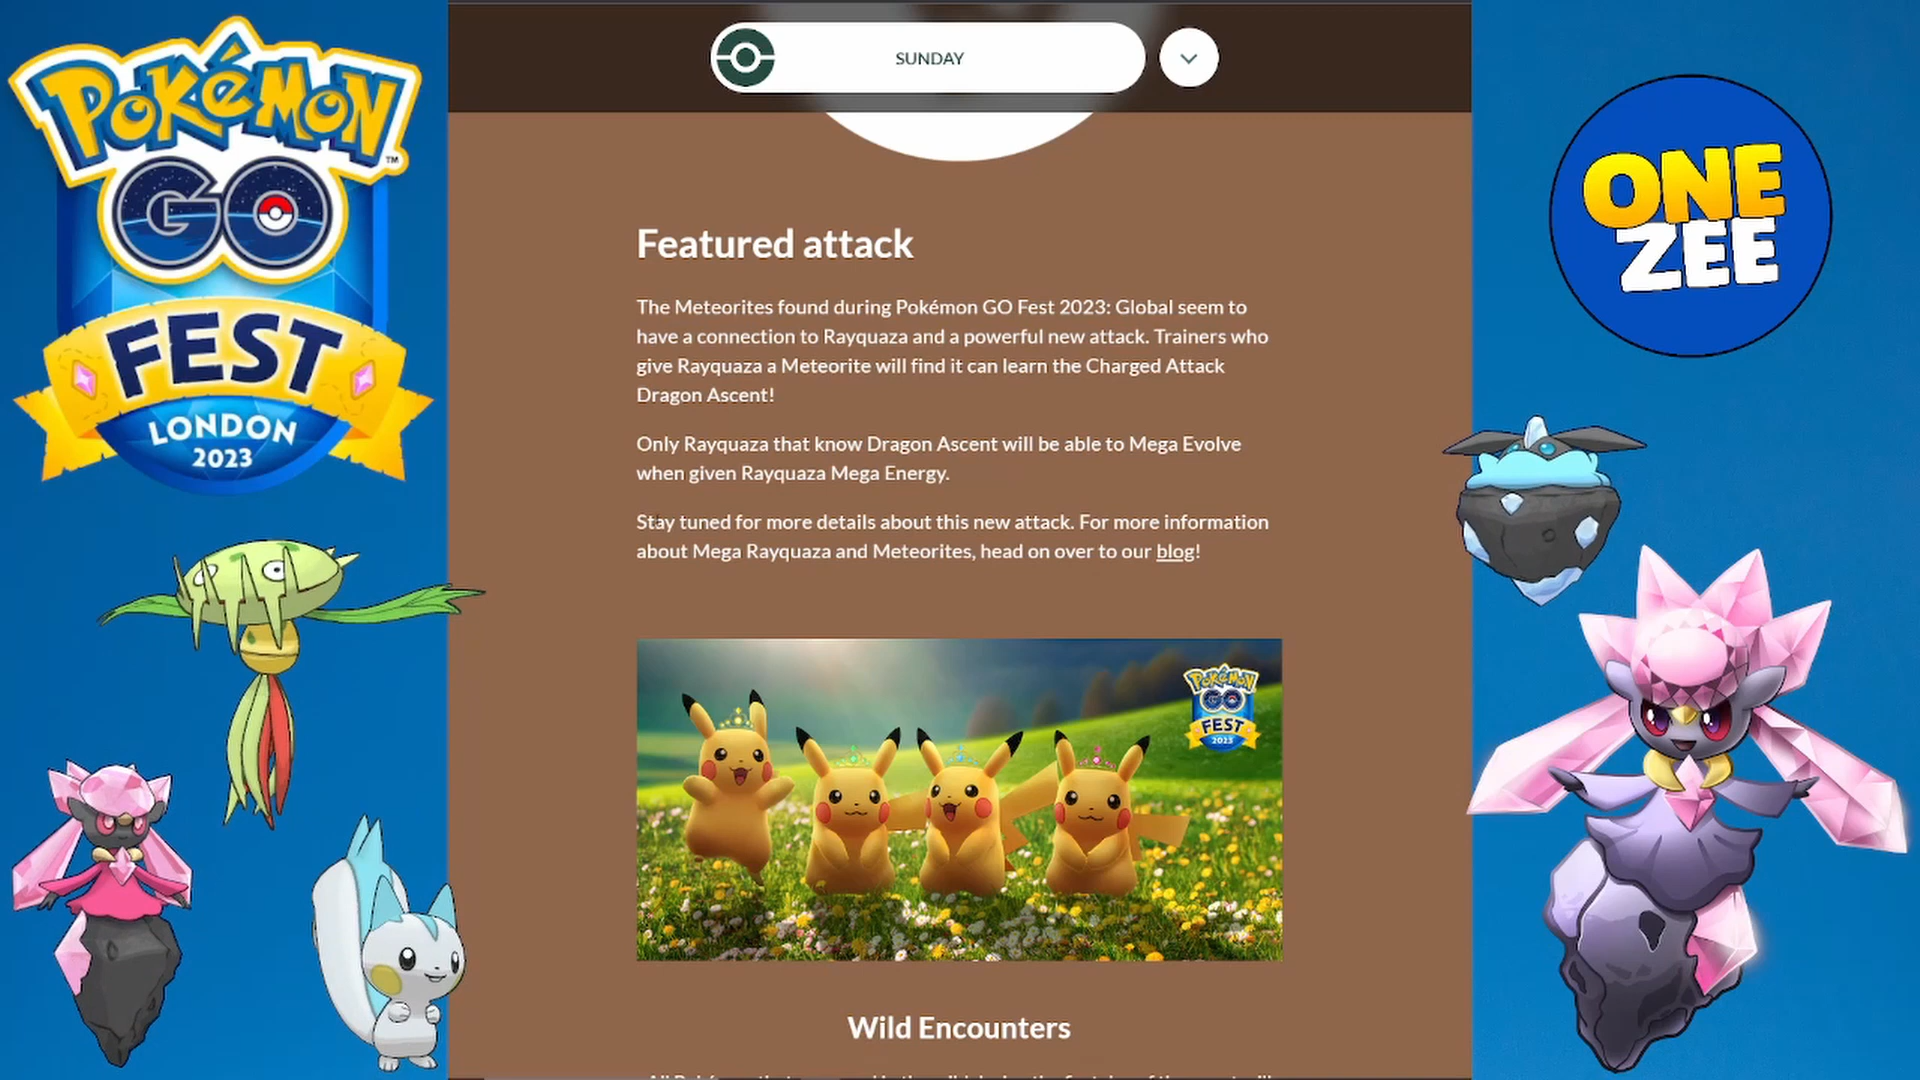 POKÉMON
GO
FEST
LONDON
2023
SUNDAY
ONE
ZEE
Featured attack
The Meteorites found during Pokémon GO Fest 2023: Global seem to
have a connection to Rayquaza and a powerful new attack. Trainers who
give Rayquaza a Meteorite will find it can learn the Charged Attack
Dragon Ascent!
Only Rayquaza that know Dragon Ascent will be able to Mega Evolve
when given Rayquaza Mega Energy.
Stay tuned for more details about this new attack. For more information
about Mega Rayquaza and Meteorites, head on over to our blog!
POKÉMON
GO
FEST
2023
Wild Encounters